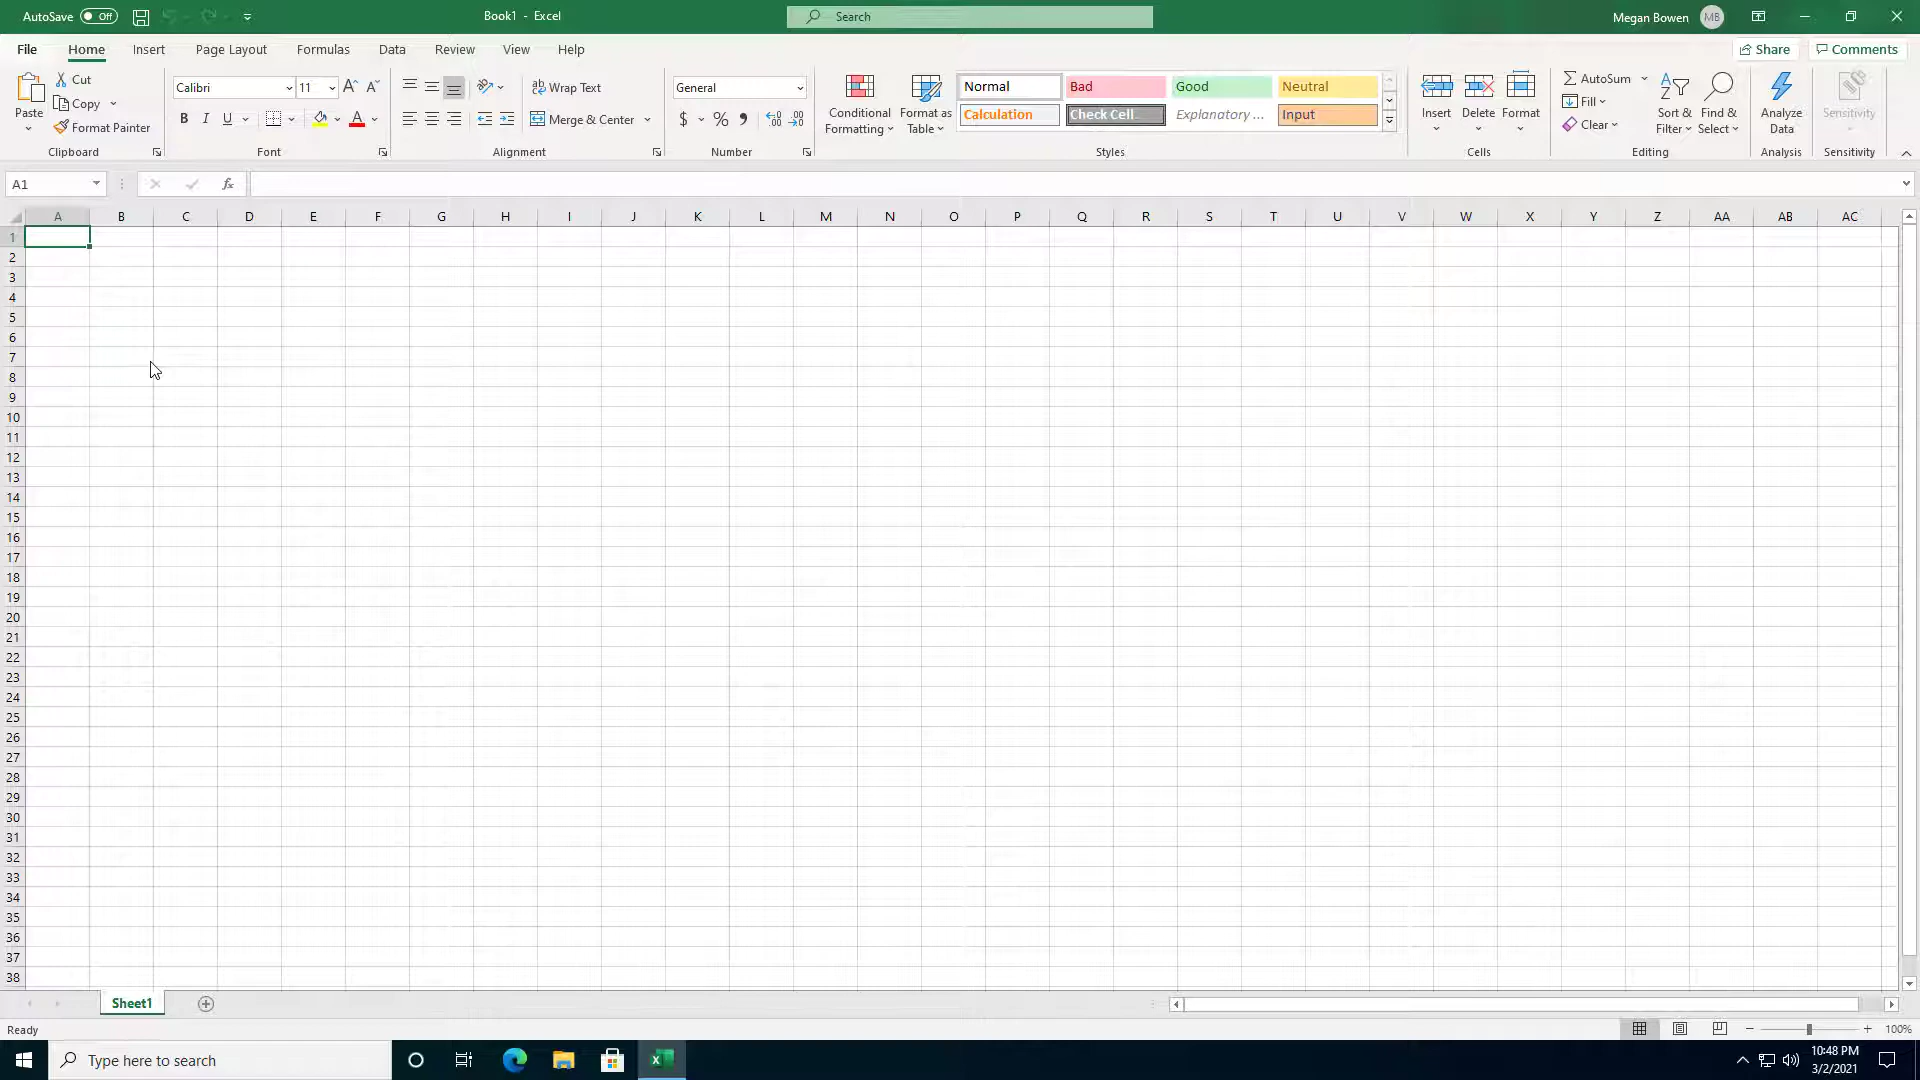 AutoSave Off Book1 - Excel Search Megan Bowen MB
File Home Insert Page Layout Formulas Data Review View Help Share Comments
Paste Cut Copy Format Painter
Clipboard
Calibri 11 A A
B I U A
Font
Wrap Text
Merge & Center
Alignment
General
$ % 9
Number
Conditional Formatting
Format as Table
Normal Bad Good Neutral
Calculation Check Cell Explanatory ... Input
Styles
Insert Delete Format
Cells
AutoSum
Fill
Clear
Sort & Filter
Find & Select
Editing
Analyze Data
Analysis
Sensitivity
Sensitivity
A1 fx
A B C D E F G H I J K L M N O P Q R S T U V W X Y Z AA AB AC
1
2
3
4
5
6
7
8
9
10
11
12
13
14
15
16
17
18
19
20
21
22
23
24
25
26
27
28
29
30
31
32
33
34
35
36
37
38
Sheet1
Ready 100%
Type here to search 10:48 PM
3/2/2021